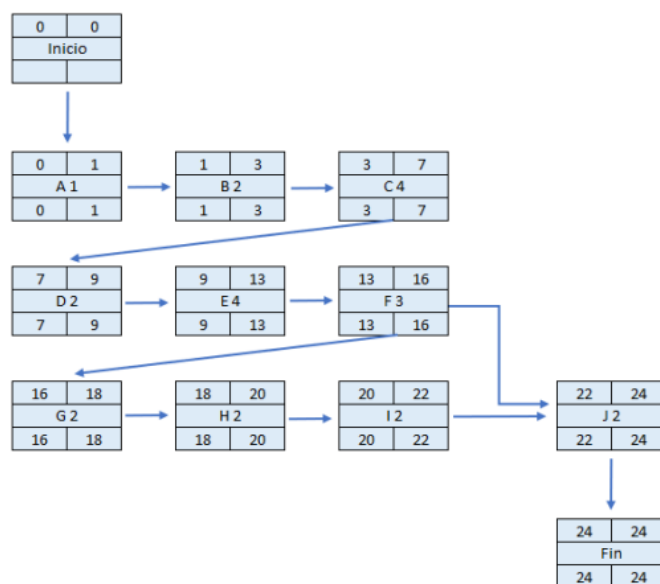 0 0
Inicio
0 1 1 3 3 7
A 1 B 2 C 4
0 1 1 3 3 7
7 9 9 13 13 16
D 2 E 4 F 3
7 9 9 13 13 16
16 18 18 20 20 22 22 24
G 2 H 2 I 2 J 2
16 18 18 20 20 22 22 24
24 24
Fin
24 24